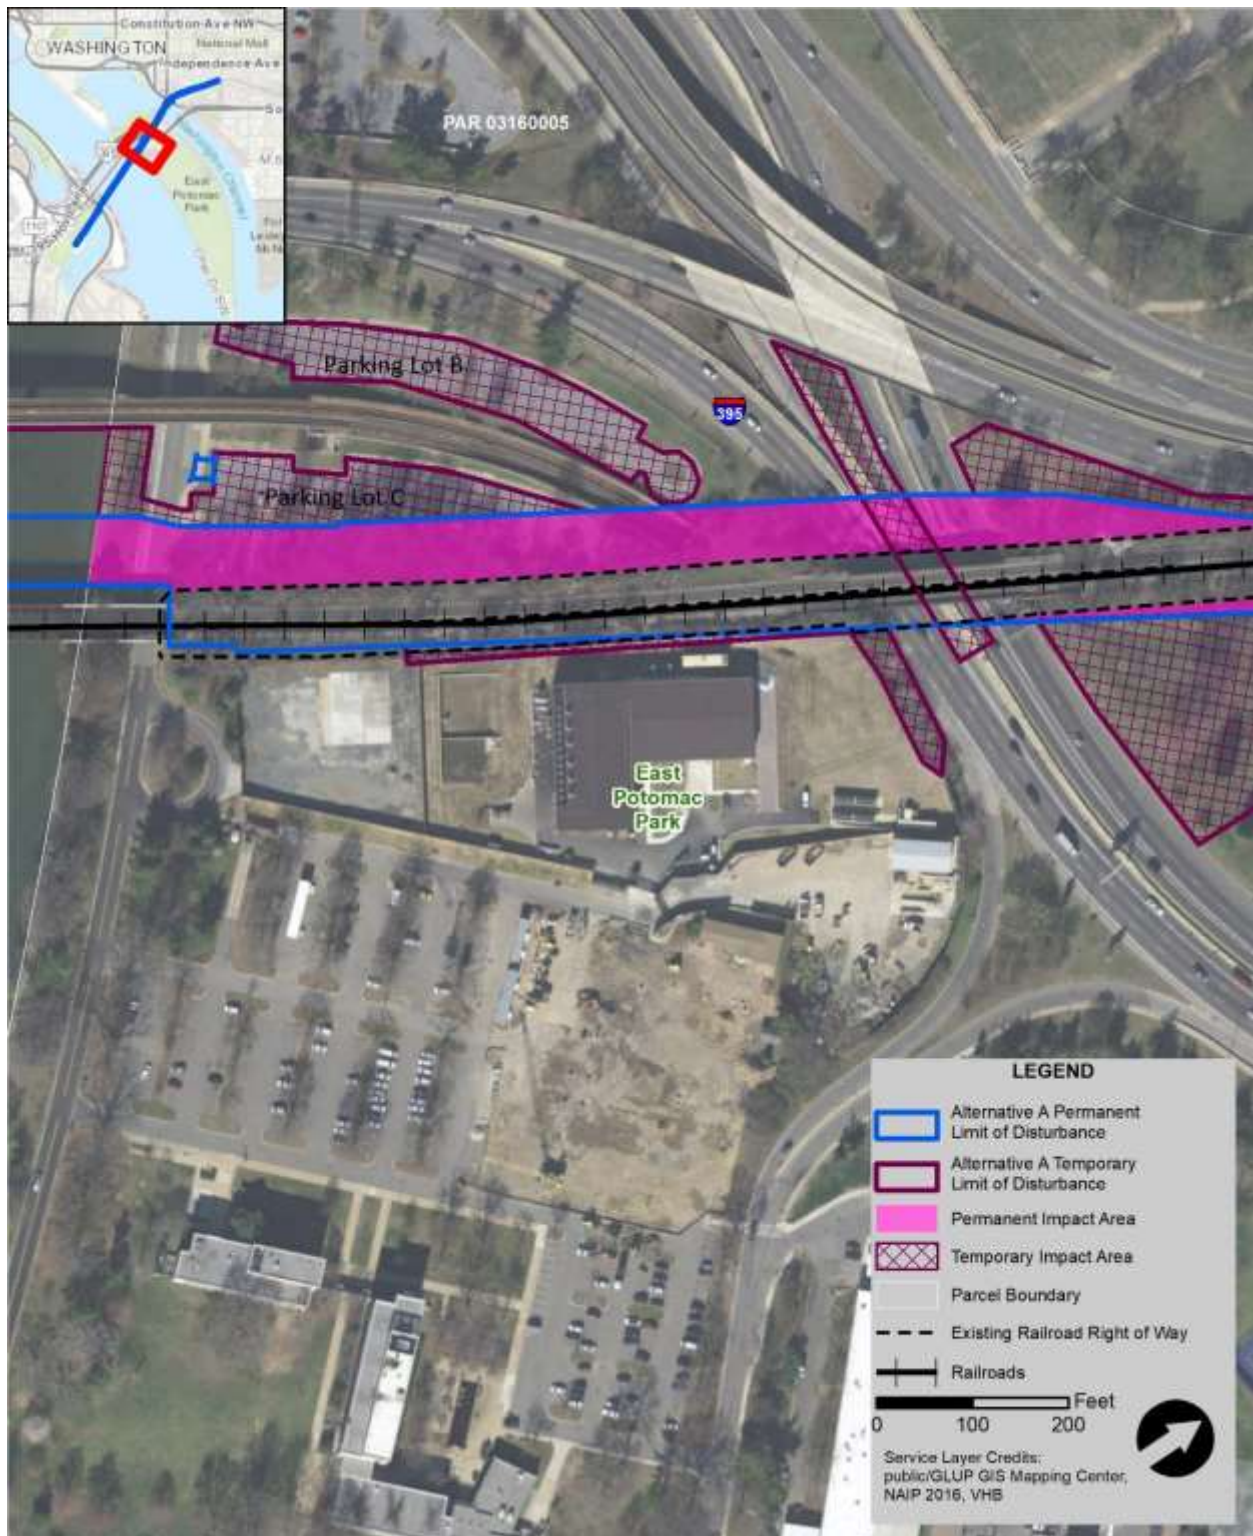 Constitution Ave NW
WASHINGTON
National Mall
Independence Ave
East
Potomac
Park
110
PAR 03160005
Parking Lot B
395
Parking Lot C
East
Potomac
Park
LEGEND
Alternative A Permanent
Limit of Disturbance
Alternative A Temporary
Limit of Disturbance
Permanent Impact Area
Temporary Impact Area
Parcel Boundary
Existing Railroad Right of Way
Railroads
Feet
0 100 200
Service Layer Credits:
public/GLUP GIS Mapping Center,
NAIP 2016, VHB